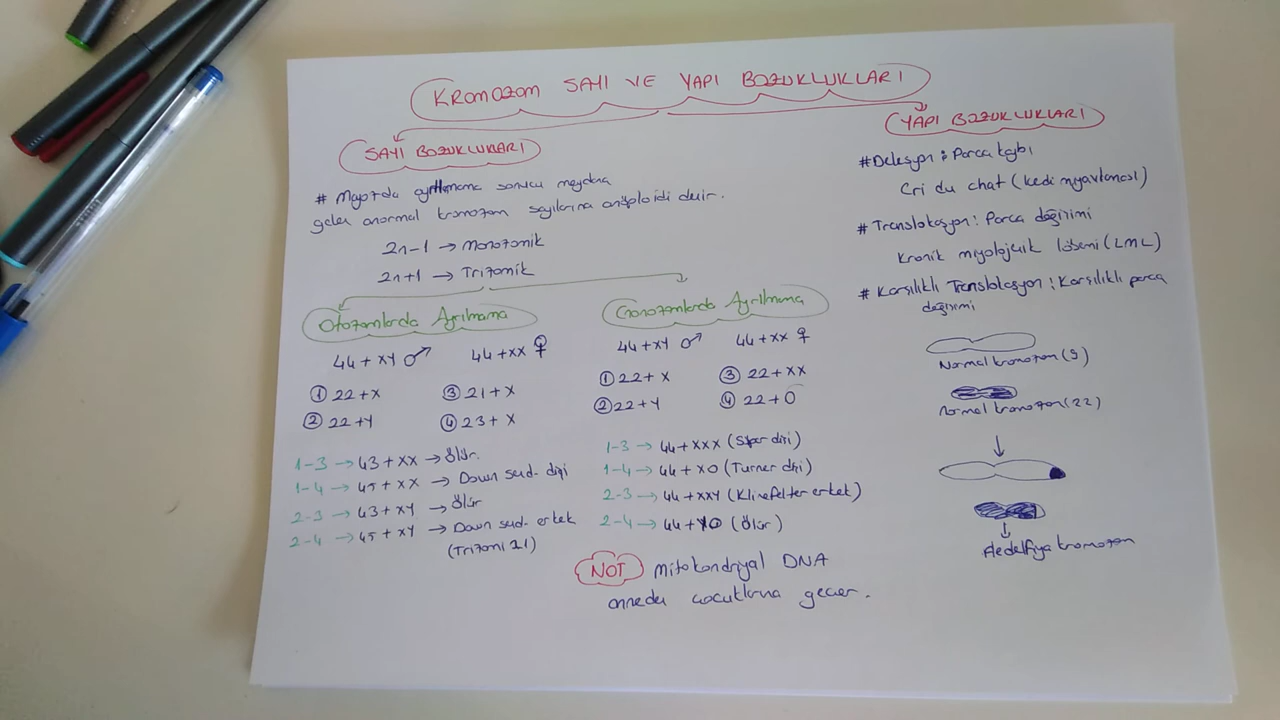 KROMOZOM SAYI VE YAPI BOZUKLUKLARI
SAYI BOZUKLUKLARI
# Mayozda ayrılmama sonucu meydana
gelen anormal kromozom sayılarına anöploidi denir.
2n-1 → Monozomik
2n+1 → Trizomik
Otozomlarda Ayrılmama
44+XY ♂ 44+XX ♀
① 22+X ③ 21+X
② 22+Y ④ 23+X
1-3 → 43+XX → Ölür.
1-4 → 45+XX → Down send. dişi
2-3 → 43+XY → Ölür
2-4 → 45+XY → Down send. erkek
(Trizomi 21)
Gonozomlarda Ayrılmama
44+XY ♂ 44+XX ♀
① 22+X ③ 22+XX
② 22+Y ④ 22+O
1-3 → 44+XXX (Süper dişi)
1-4 → 44+XO (Turner dişi)
2-3 → 44+XXY (Klinefelter erkek)
2-4 → 44+YO (Ölür)
NOT mitokondriyal DNA
anneden çocuklarına geçer.
YAPI BOZUKLUKLARI
# Delesyon : Parça kaybı
Cri du chat (kedi miyavlaması)
# Translokasyon : Parça değişimi
Kronik miyolojenik lösemi (LML)
# Karşılıklı Translokasyon : Karşılıklı parça
değişimi
Normal kromozom (9)
Normal kromozom (22)
kromozom